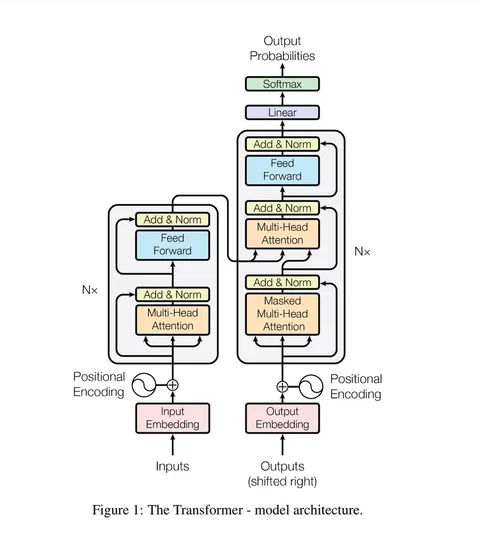 Output
Probabilities
Softmax
Linear
Add & Norm
Feed
Forward
Add & Norm
Multi-Head
Attention
Add & Norm
Masked
Multi-Head
Attention
N×
Add & Norm
Feed
Forward
Add & Norm
Multi-Head
Attention
N×
Positional
Encoding
Positional
Encoding
Input
Embedding
Output
Embedding
Inputs
Outputs
(shifted right)
Figure 1: The Transformer - model architecture.